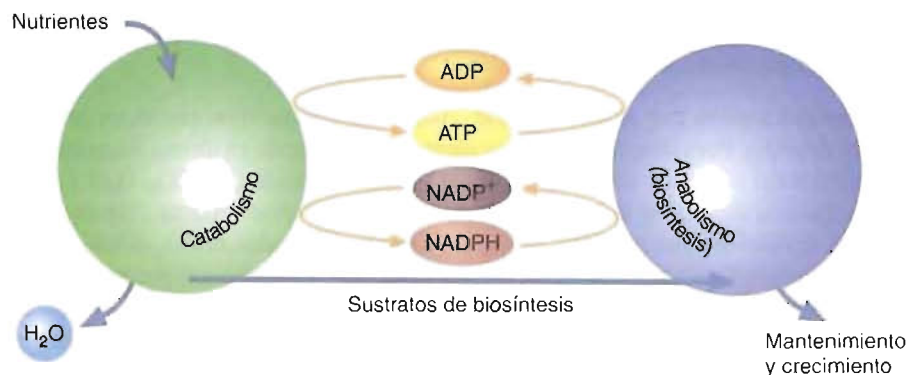 Nutrientes
ADP
ATP
Catabolismo
NADP⁺
NADPH
Anabolismo
(biosíntesis)
Sustratos de biosíntesis
H₂O
Mantenimiento
y crecimiento